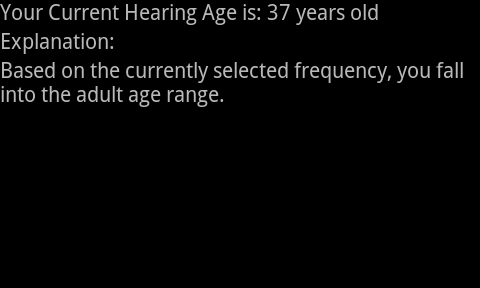 Your Current Hearing Age is: 37 years old
Explanation:
Based on the currently selected frequency, you fall
into the adult age range.